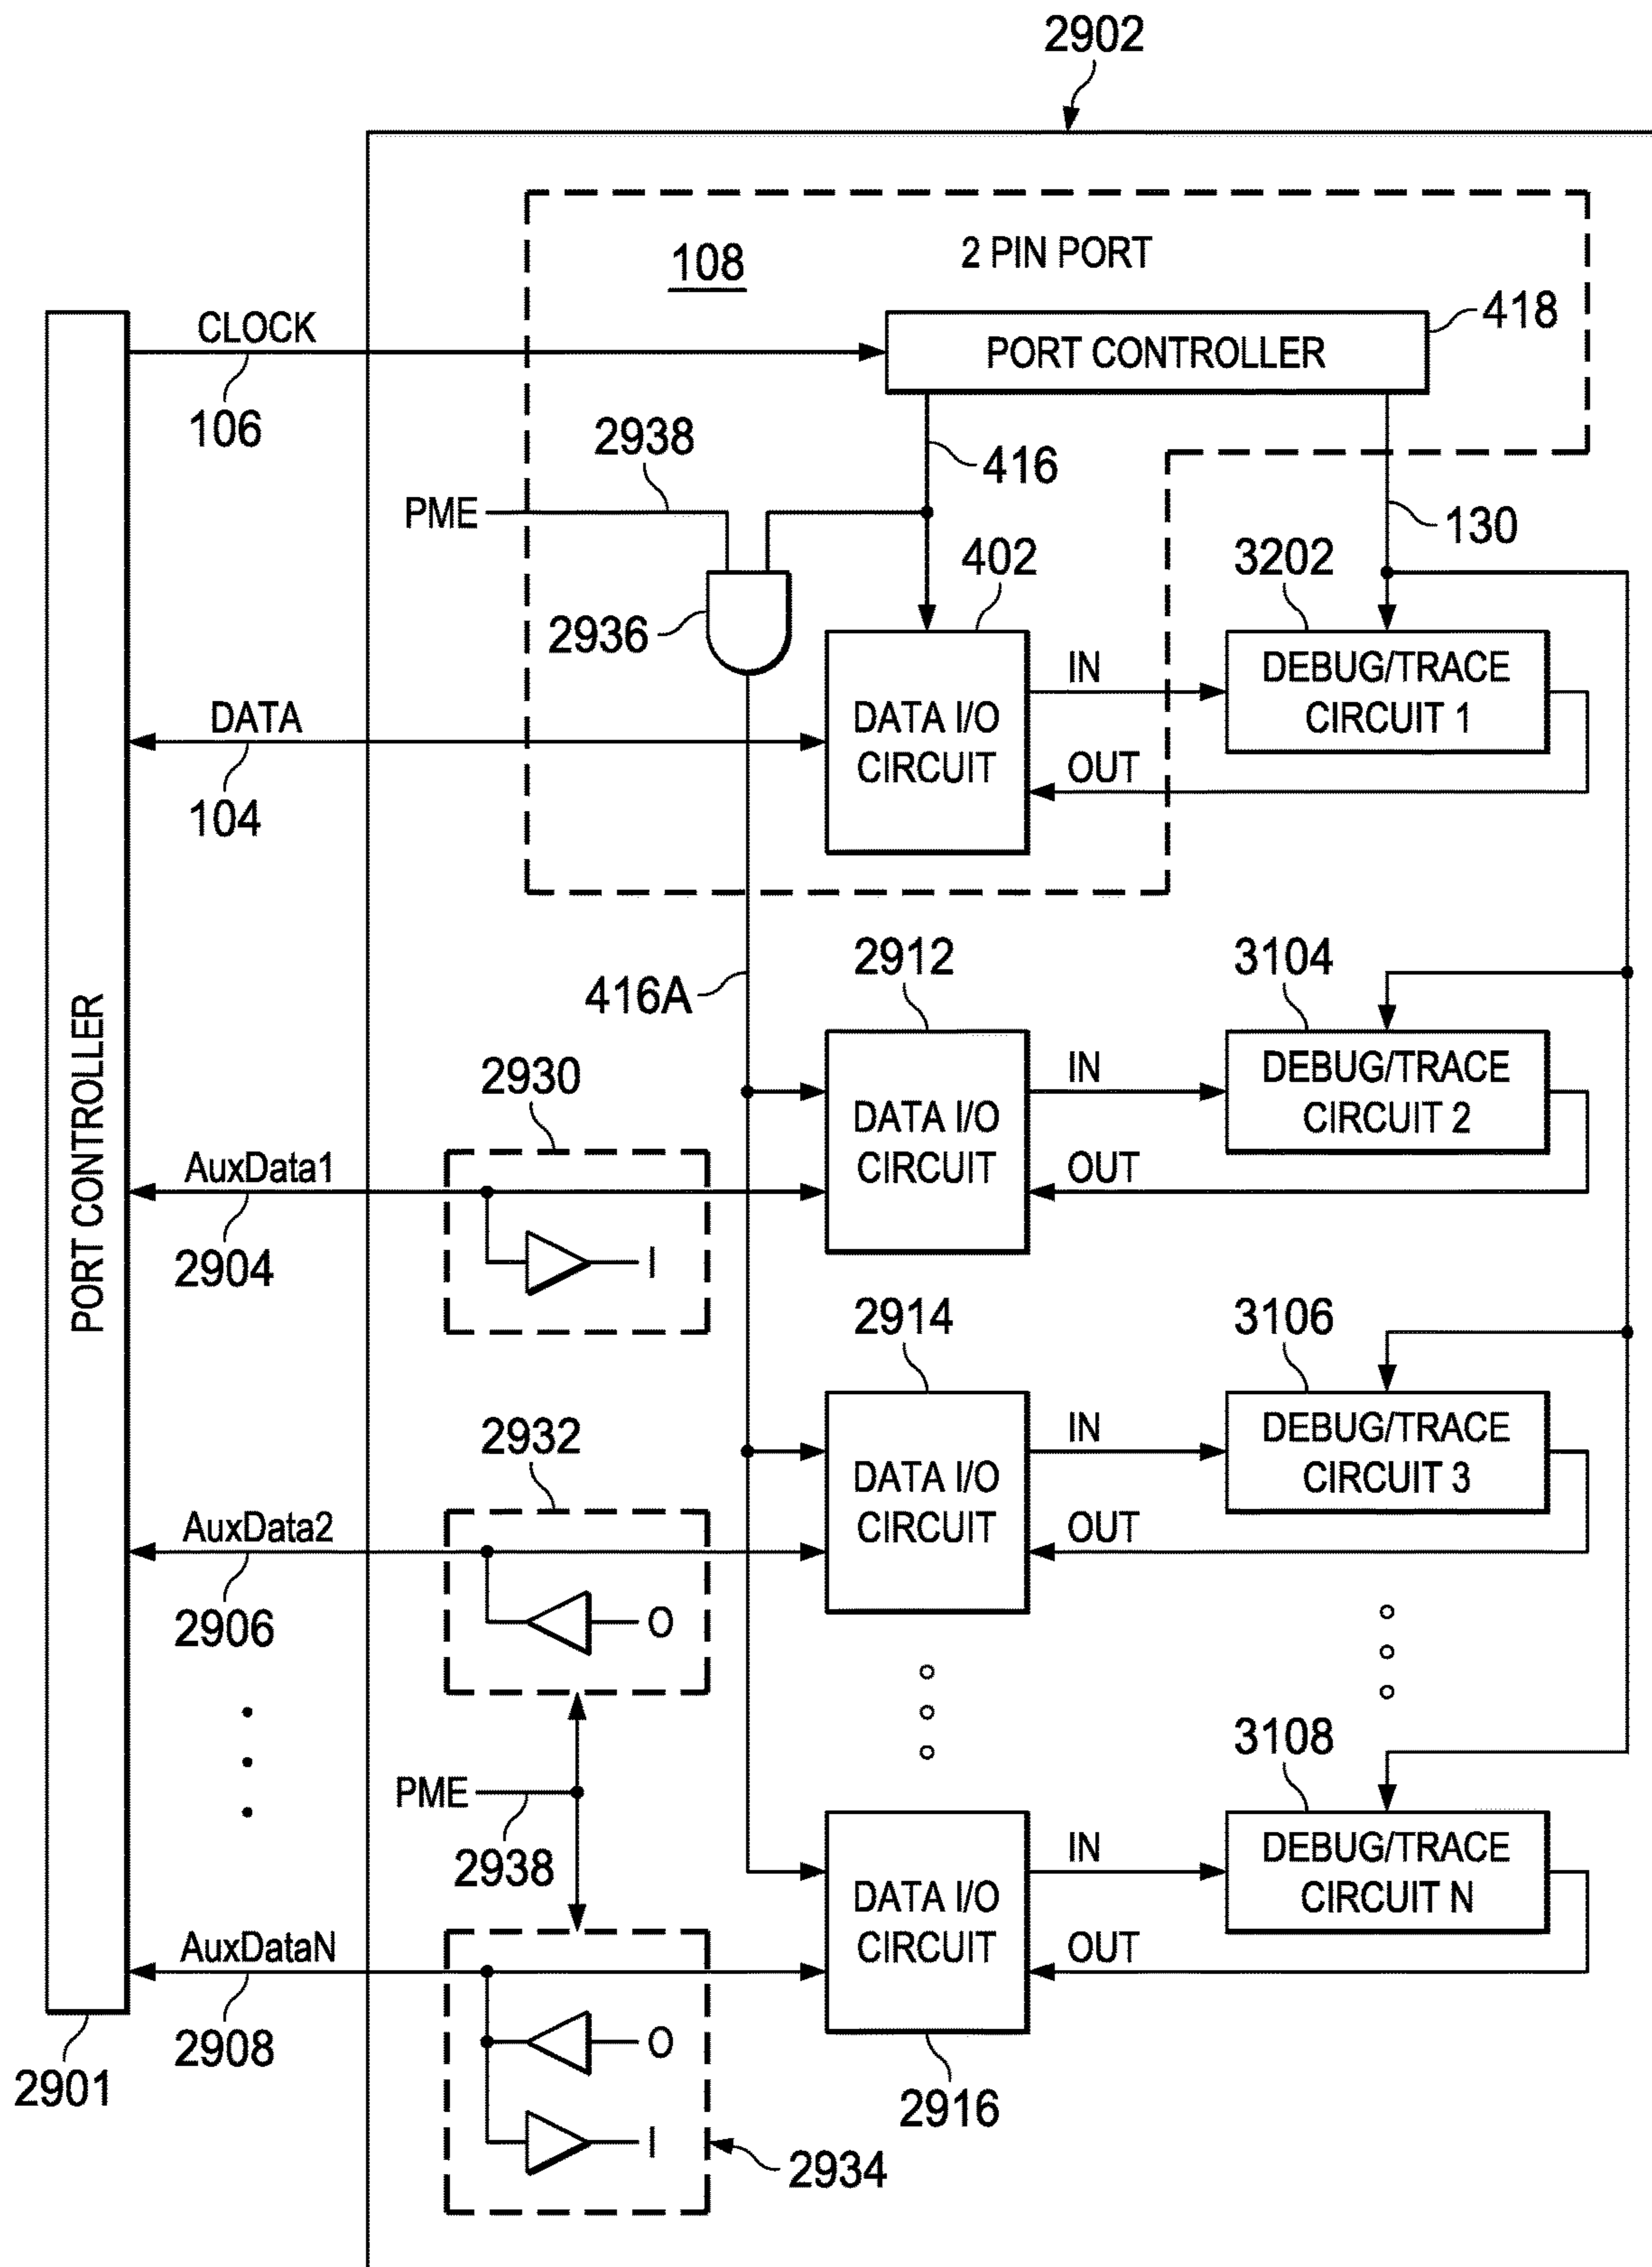 2902
2 PIN PORT
108
418
CLOCK
PORT CONTROLLER
106
2938
416
PME
130
402
3202
2936
IN
DEBUG/TRACE
CIRCUIT 1
DATA
DATA I/O
CIRCUIT
OUT
104
2912
3104
416A
PORT CONTROLLER
2930
IN
DEBUG/TRACE
CIRCUIT 2
DATA I/O
CIRCUIT
AuxData1
OUT
2904
I
2914
3106
2932
IN
DEBUG/TRACE
CIRCUIT 3
DATA I/O
CIRCUIT
AuxData2
OUT
2906
O
3108
PME
2938
IN
DEBUG/TRACE
CIRCUIT N
DATA I/O
CIRCUIT
AuxDataN
OUT
2908
O
2901
2916
I
2934